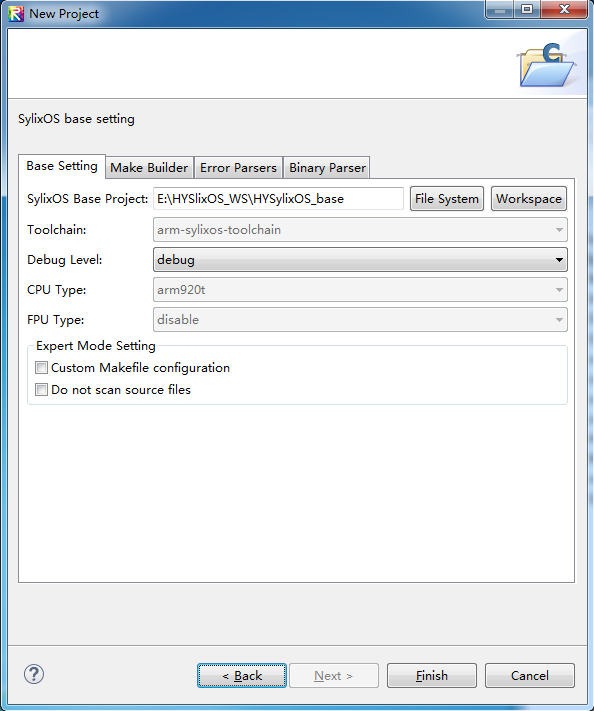 New Project
SylixOS base setting
Base Setting Make Builder Error Parsers Binary Parser
SylixOS Base Project: E:\HYSlixOS_WS\HYSylixOS_base File System Workspace
Toolchain: arm-sylixos-toolchain
Debug Level: debug
CPU Type: arm920t
FPU Type: disable
Expert Mode Setting
Custom Makefile configuration
Do not scan source files
? < Back Next > Finish Cancel